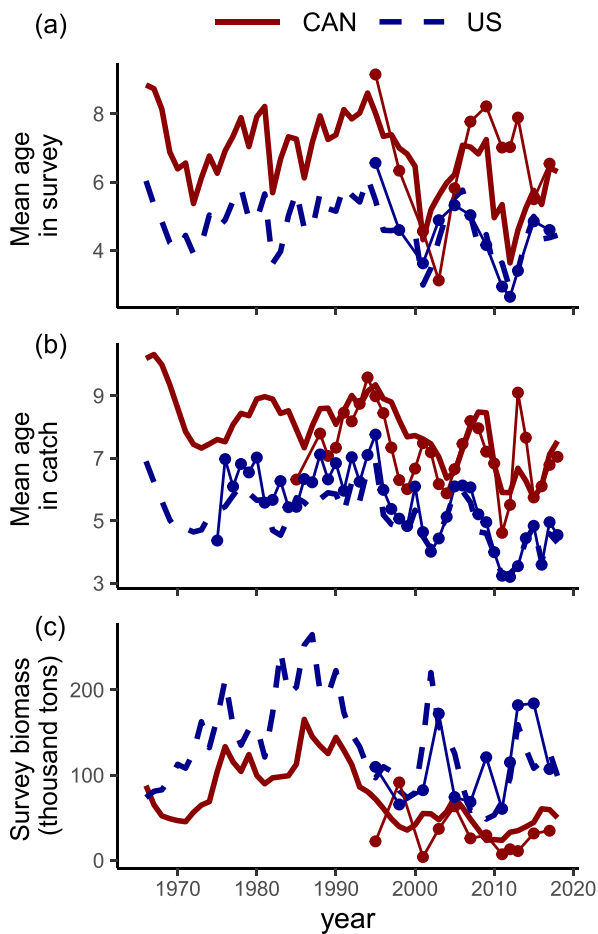 (a)
CAN
US
Mean age
in survey
8
6
4
(b)
Mean age
in catch
9
7
5
3
(c)
Survey biomass
(thousand tons)
200
100
0
1970
1980
1990
2000
2010
2020
year